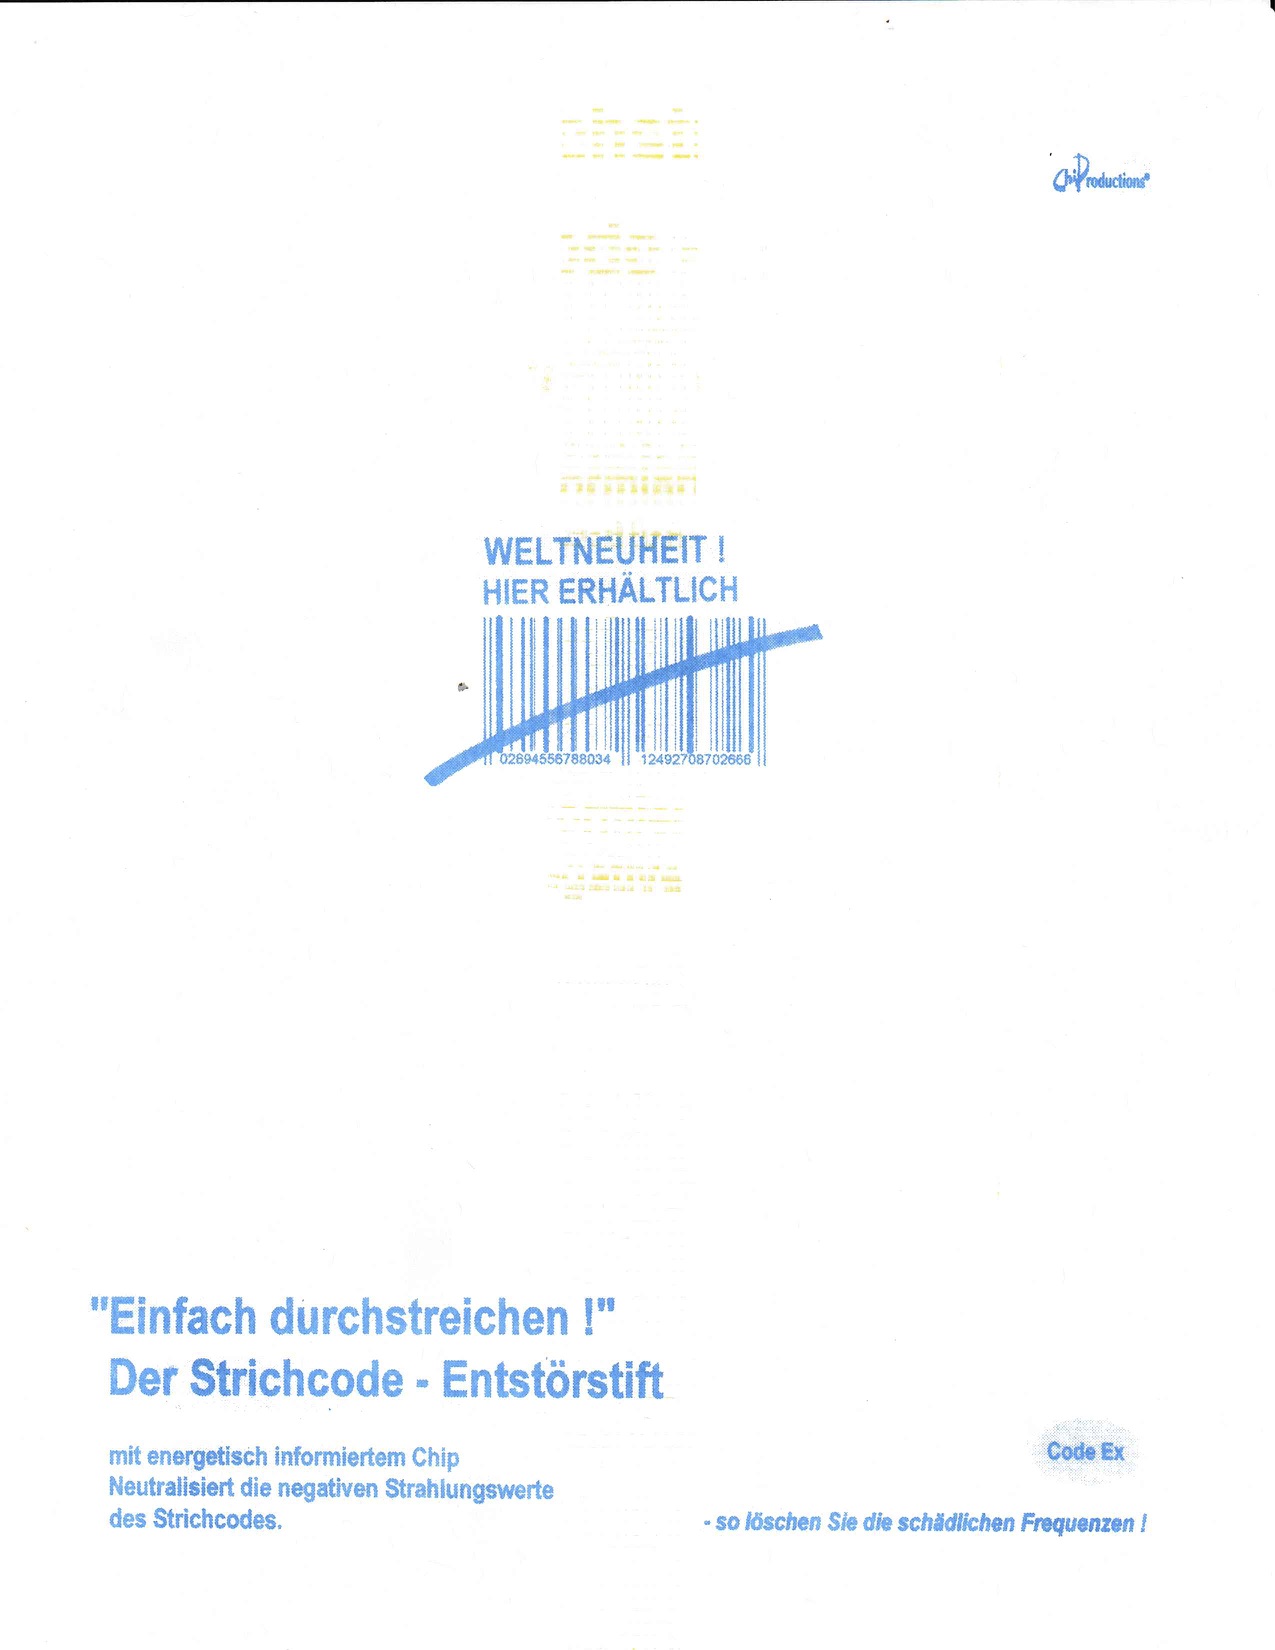 ChiProductions®
WELTNEUHEIT !
HIER ERHÄLTLICH
02694556788034 12492708702666
"Einfach durchstreichen !"
Der Strichcode - Entstörstift
mit energetisch informiertem Chip
Neutralisiert die negativen Strahlungswerte
des Strichcodes.
Code Ex
- so löschen Sie die schädlichen Frequenzen !